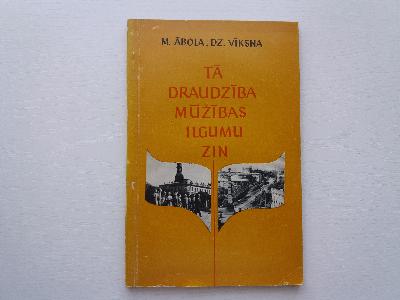 M. ĀBOLA, DZ. VĪKSNA
TĀ
DRAUDZĪBA
MŪŽĪBAS
ILGUMU
ZIN